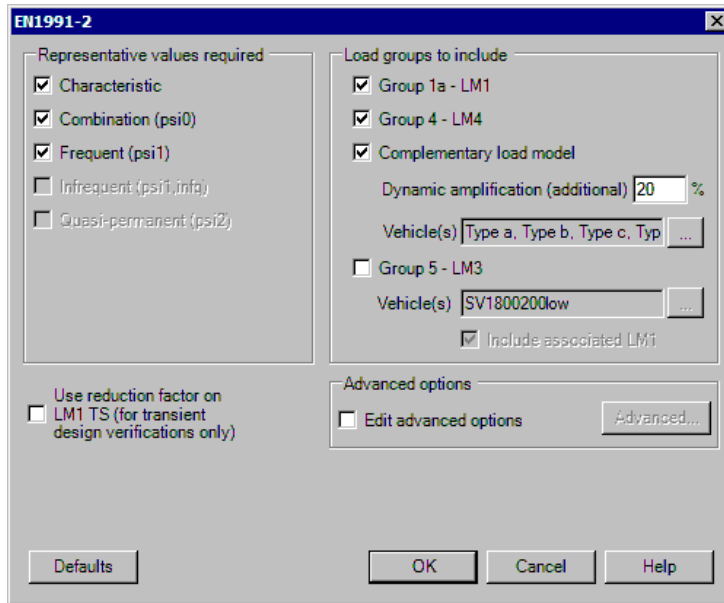 EN1991-2
Representative values required
Characteristic
Combination (psi0)
Frequent (psi1)
Infrequent (psi1,infq)
Quasi-permanent (psi2)
Load groups to include
Group 1a - LM1
Group 4 - LM4
Complementary load model
Dynamic amplification (additional) 20 %
Vehicle(s) Type a, Type b, Type c, Typ ...
Group 5 - LM3
Vehicle(s) SV1800200low ...
Include associated LM1
Use reduction factor on
LM1 TS (for transient
design verifications only)
Advanced options
Edit advanced options Advanced...
Defaults OK Cancel Help